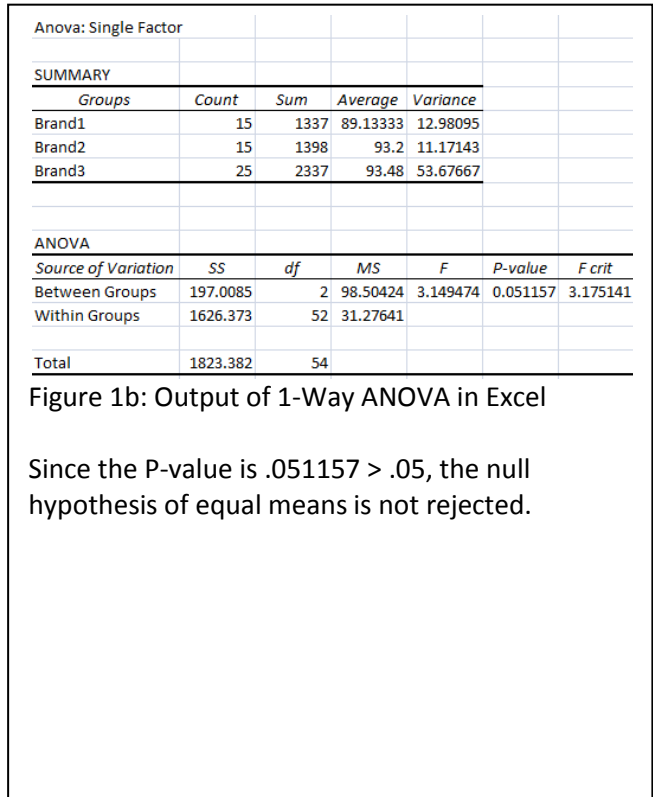 Anova: Single Factor
SUMMARY
Groups Count Sum Average Variance
Brand1 15 1337 89.13333 12.98095
Brand2 15 1398 93.2 11.17143
Brand3 25 2337 93.48 53.67667
ANOVA
Source of Variation SS df MS F P-value F crit
Between Groups 197.0085 2 98.50424 3.149474 0.051157 3.175141
Within Groups 1626.373 52 31.27641
Total 1823.382 54
Figure 1b: Output of 1-Way ANOVA in Excel
Since the P-value is .051157 > .05, the null
hypothesis of equal means is not rejected.